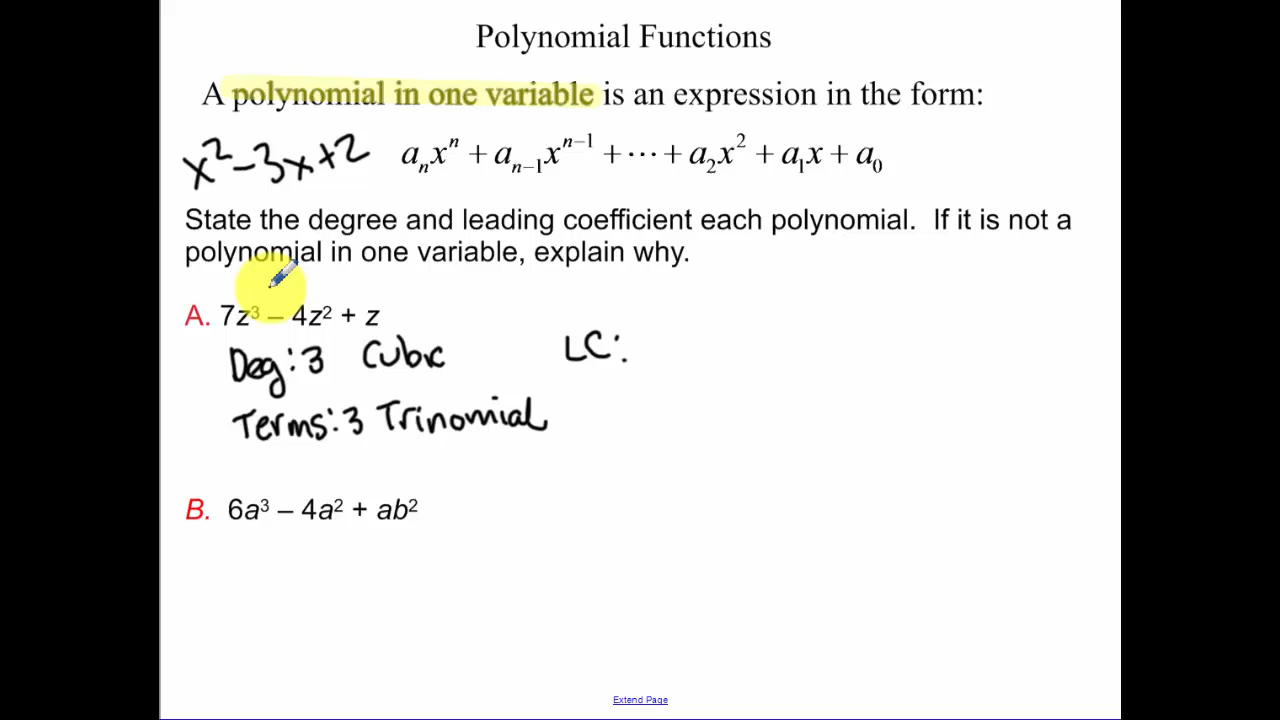 Polynomial Functions
A polynomial in one variable is an expression in the form:
x² – 3x + 2
aₙxⁿ + aₙ₋₁xⁿ⁻¹ + ⋯ + a₂x² + a₁x + a₀
State the degree and leading coefficient each polynomial. If it is not a
polynomial in one variable, explain why.
A. 7z³ – 4z² + z
Deg: 3 Cubic LC:
Terms: 3 Trinomial
B. 6a³ – 4a² + ab²
Extend Page